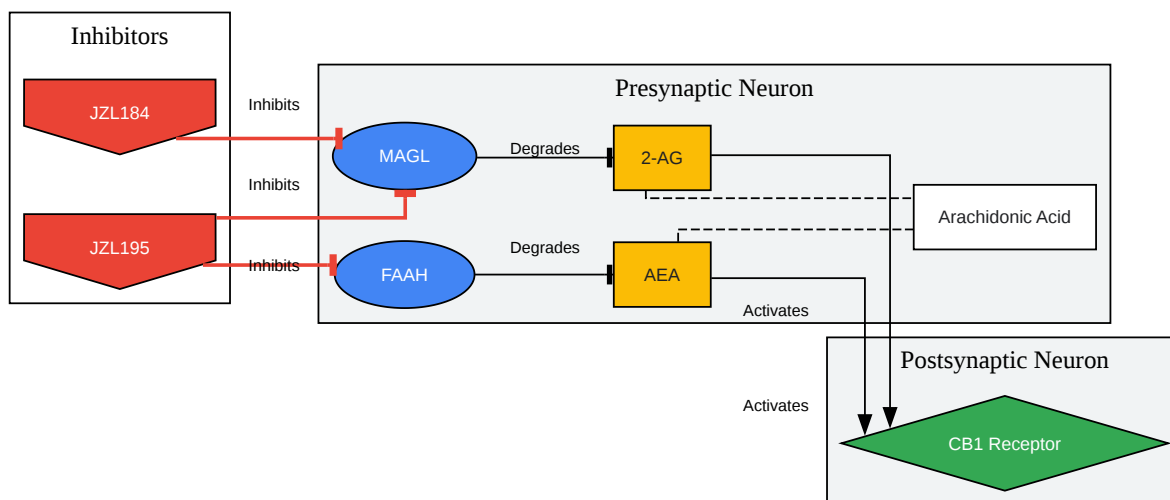 Inhibitors
JZL184
JZL195
Inhibits
Inhibits
Inhibits
Presynaptic Neuron
MAGL
Degrades
2-AG
Arachidonic Acid
FAAH
Degrades
AEA
Activates
Postsynaptic Neuron
Activates
CB1 Receptor